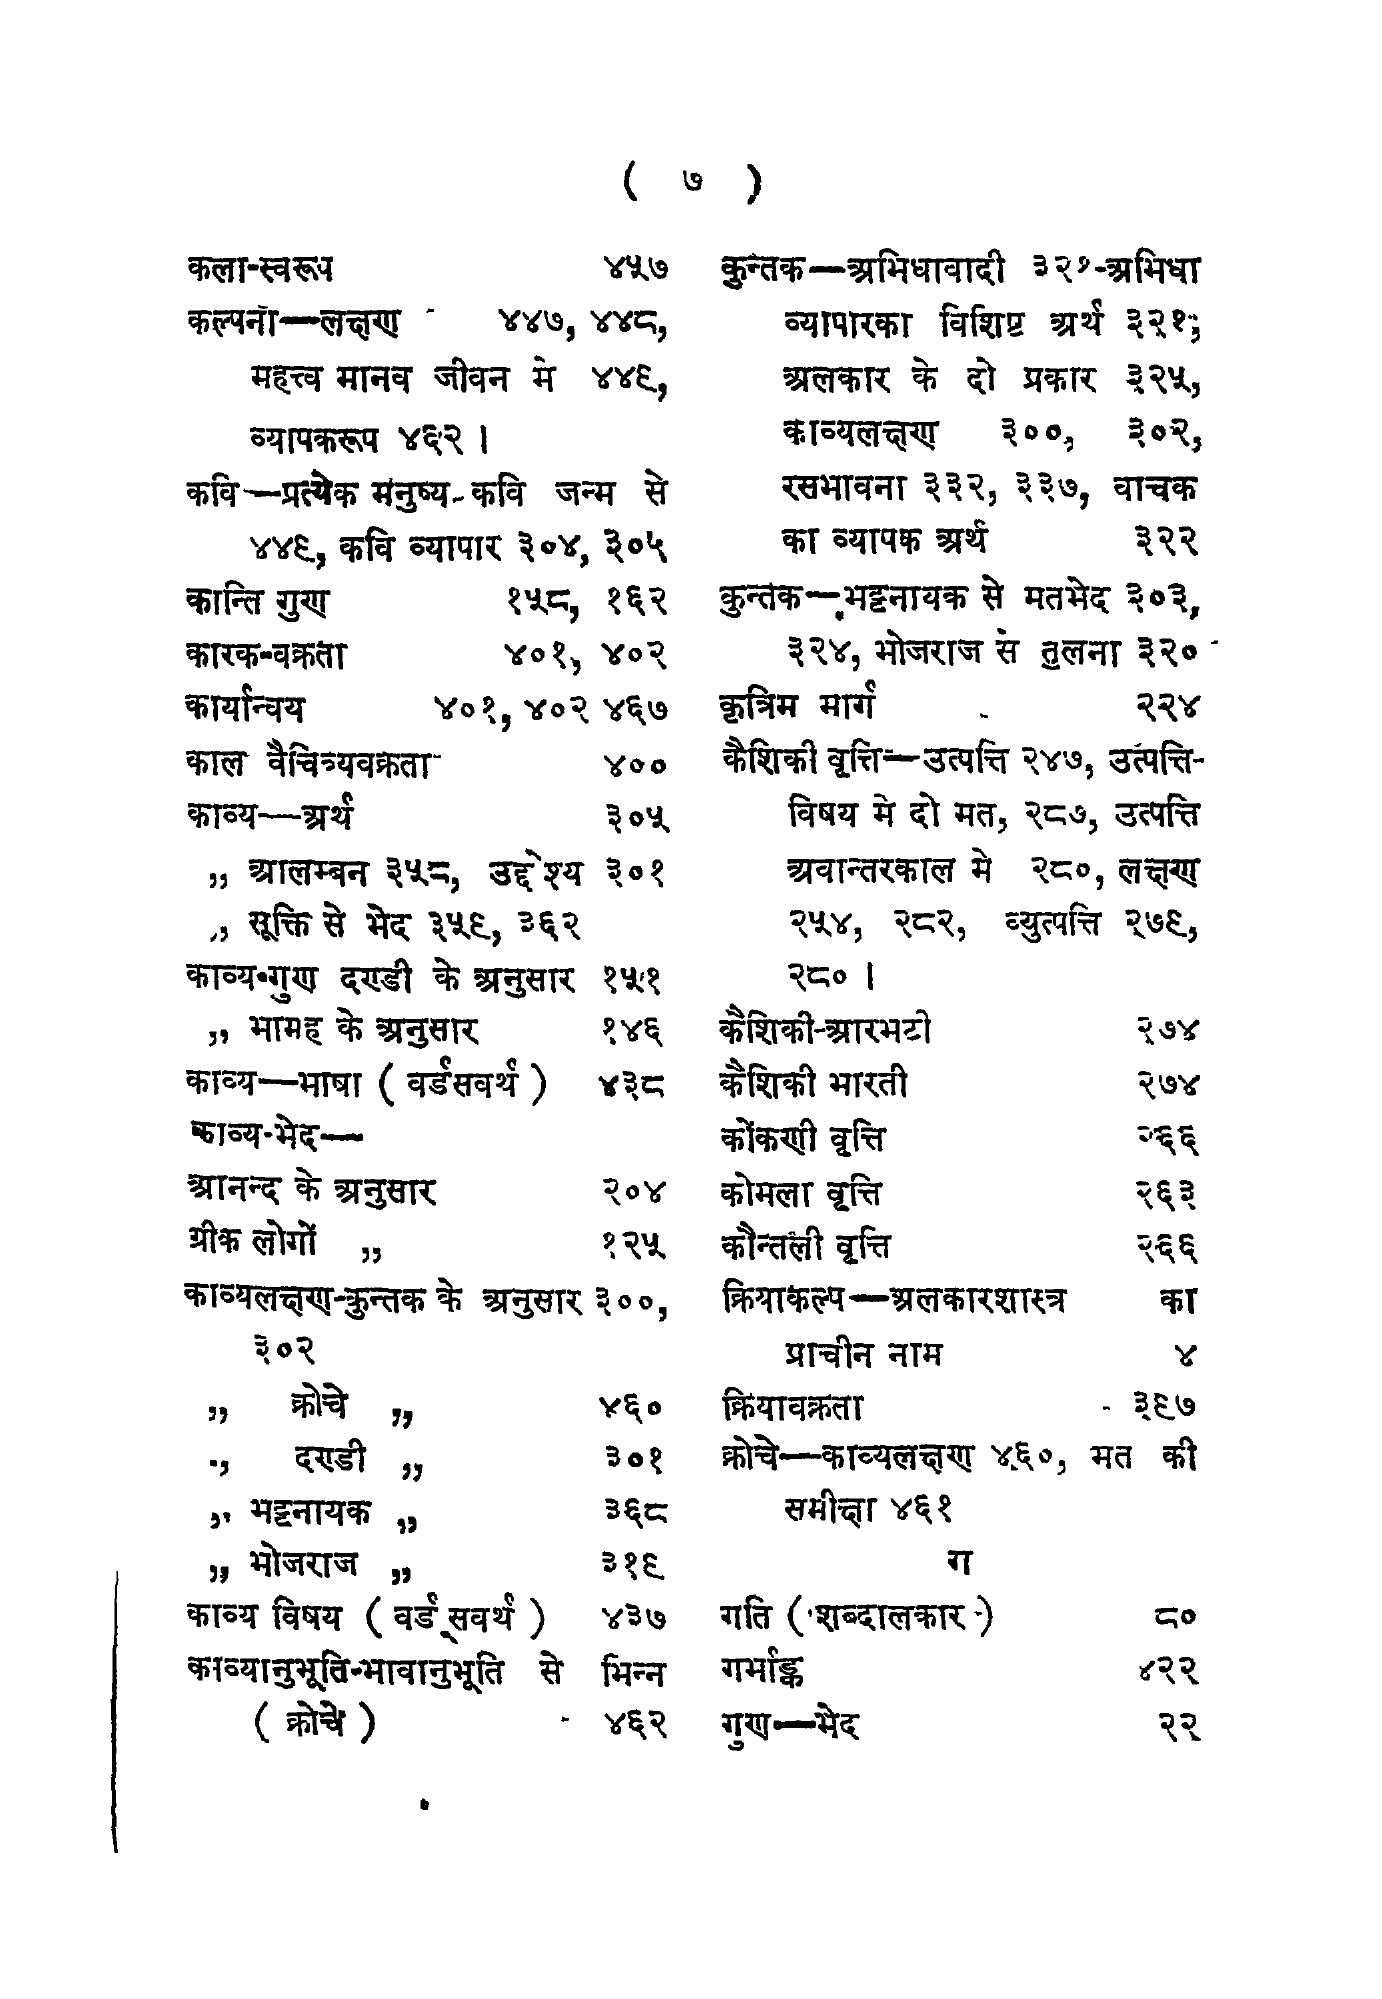 ( ७ )
कला-स्वरूप ४५७
कल्पना—लक्षण ४४७, ४४८,
महत्त्व मानव जीवन मे ४४९,
व्यापकरूप ४६२ ।
कवि—प्रत्येक मनुष्य-कवि जन्म से
४४९, कवि व्यापार ३०४, ३०५
कान्ति गुण १५८, १६२
कारक-वक्रता ४०१, ४०२
कार्यान्वय ४०१, ४०२ ४६७
काल वैचित्र्यवक्रता ४००
काव्य—अर्थ ३०५
,, आलम्बन ३५८, उद्देश्य ३०१
,, सूक्ति से भेद ३५९, ३६२
काव्य-गुण दण्डी के अनुसार १५१
,, भामह के अनुसार १४६
काव्य—भाषा ( वर्डसवर्थ ) ४३८
काव्य-भेद—
आनन्द के अनुसार २०४
ग्रीक लोगों ,, १२५
काव्यलक्षण-कुन्तक के अनुसार ३००,
३०२
,, क्रोचे ,, ४६०
,, दण्डी ,, ३०१
,, भट्टनायक ,, ३६८
,, भोजराज ,, ३१९
काव्य विषय ( वर्ड्सवर्थ ) ४३७
काव्यानुभूति-भावानुभूति से भिन्न
( क्रोचे ) ४६२
कुन्तक—अभिधावादी ३२१-अभिधा
व्यापारका विशिष्ट अर्थ ३२१;
अलकार के दो प्रकार ३२५,
काव्यलक्षण ३००, ३०२,
रसभावना ३३२, ३३७, वाचक
का व्यापक अर्थ ३२२
कुन्तक—भट्टनायक से मतभेद ३०३,
३२४, भोजराज से तुलना ३२०
कृत्रिम मार्ग २२४
कैशिकी वृत्ति—उत्पत्ति २४७, उत्पत्ति-
विषय मे दो मत, २८७, उत्पत्ति
अवान्तरकाल मे २८०, लक्षण
२५४, २८२, व्युत्पत्ति २७९,
२८० ।
कैशिकी-आरभटी २७४
कैशिकी भारती २७४
कोंकणी वृत्ति २६६
कोमला वृत्ति २६३
कौन्तली वृत्ति २६६
क्रियाकल्प—अलकारशास्त्र का
प्राचीन नाम ४
क्रियावक्रता ३९७
क्रोचे—काव्यलक्षण ४६०, मत की
समीक्षा ४६१
ग
गति ( शब्दालकार ) ८०
गर्भाङ्क ४२२
गुण—भेद २२